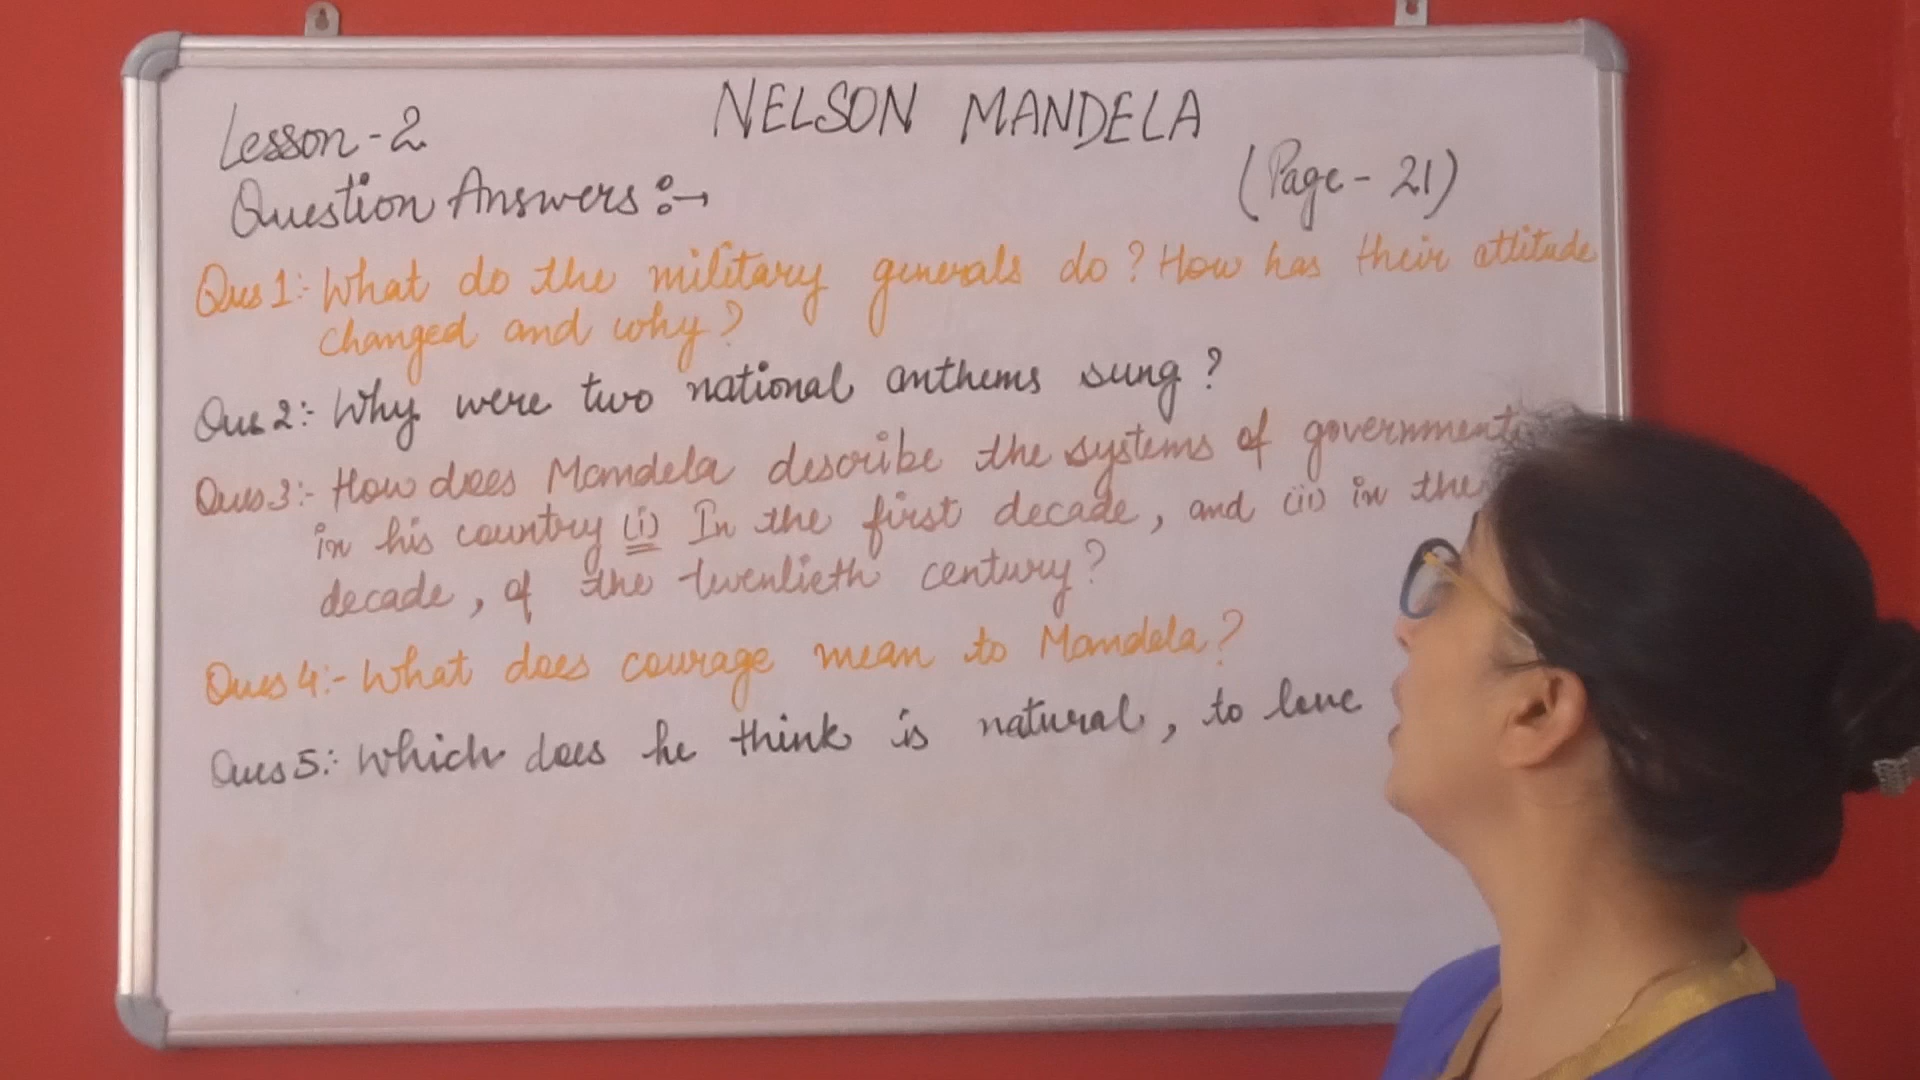 NELSON MANDELA
Lesson-2
(Page-21)
Question Answers :→
Ques 1:- What do the military generals do? How has their attitude
changed and why?
Que 2:- Why were two national anthems sung?
Ques 3:- How does Mandela describe the systems of government
in his country (i) In the first decade, and (ii) in the
decade, of the twentieth century?
Ques 4:- What does courage mean to Mandela?
Ques 5:- Which does he think is natural, to love